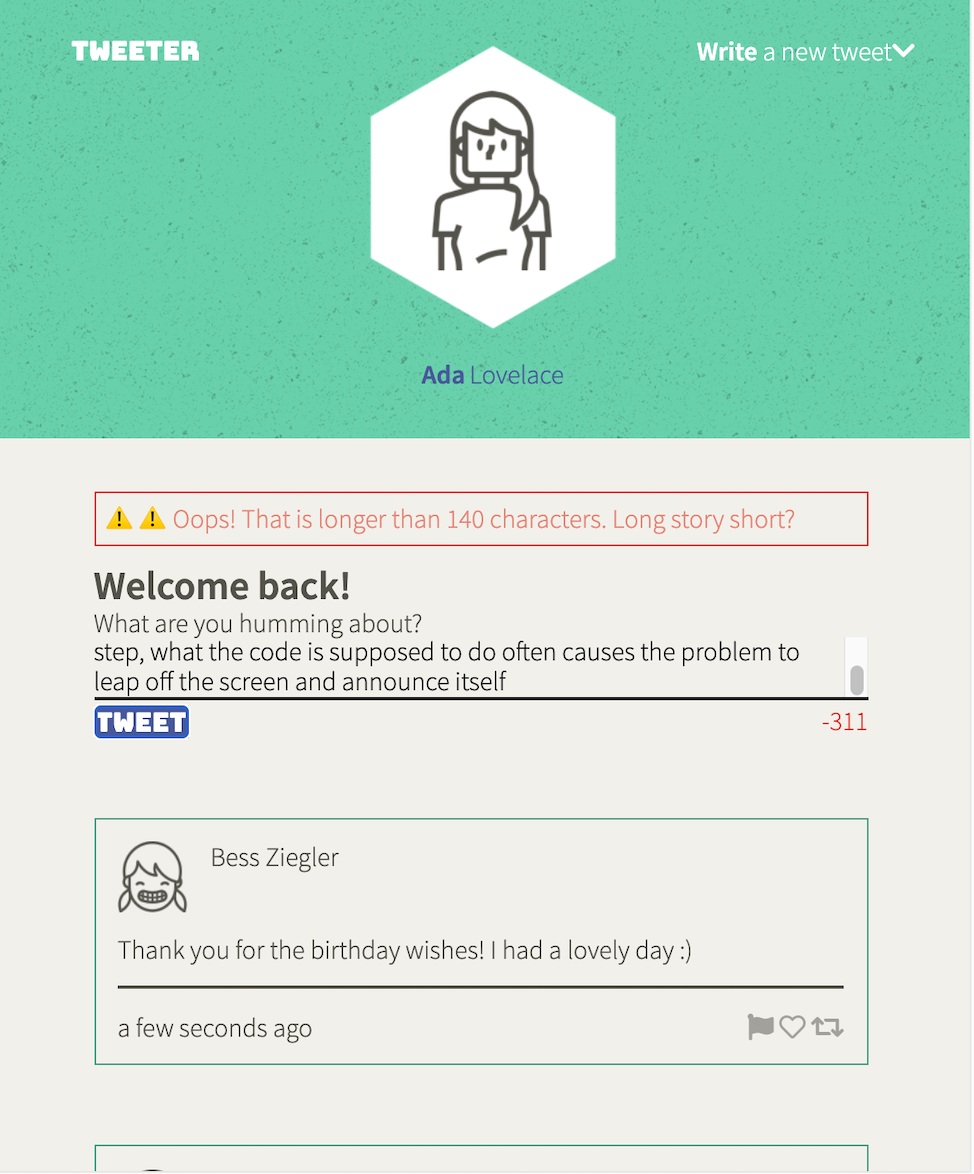 TWEETER
Write a new tweet
Ada Lovelace
Oops! That is longer than 140 characters. Long story short?
Welcome back!
What are you humming about?
step, what the code is supposed to do often causes the problem to
leap off the screen and announce itself
TWEET
-311
Bess Ziegler
Thank you for the birthday wishes! I had a lovely day :)
a few seconds ago